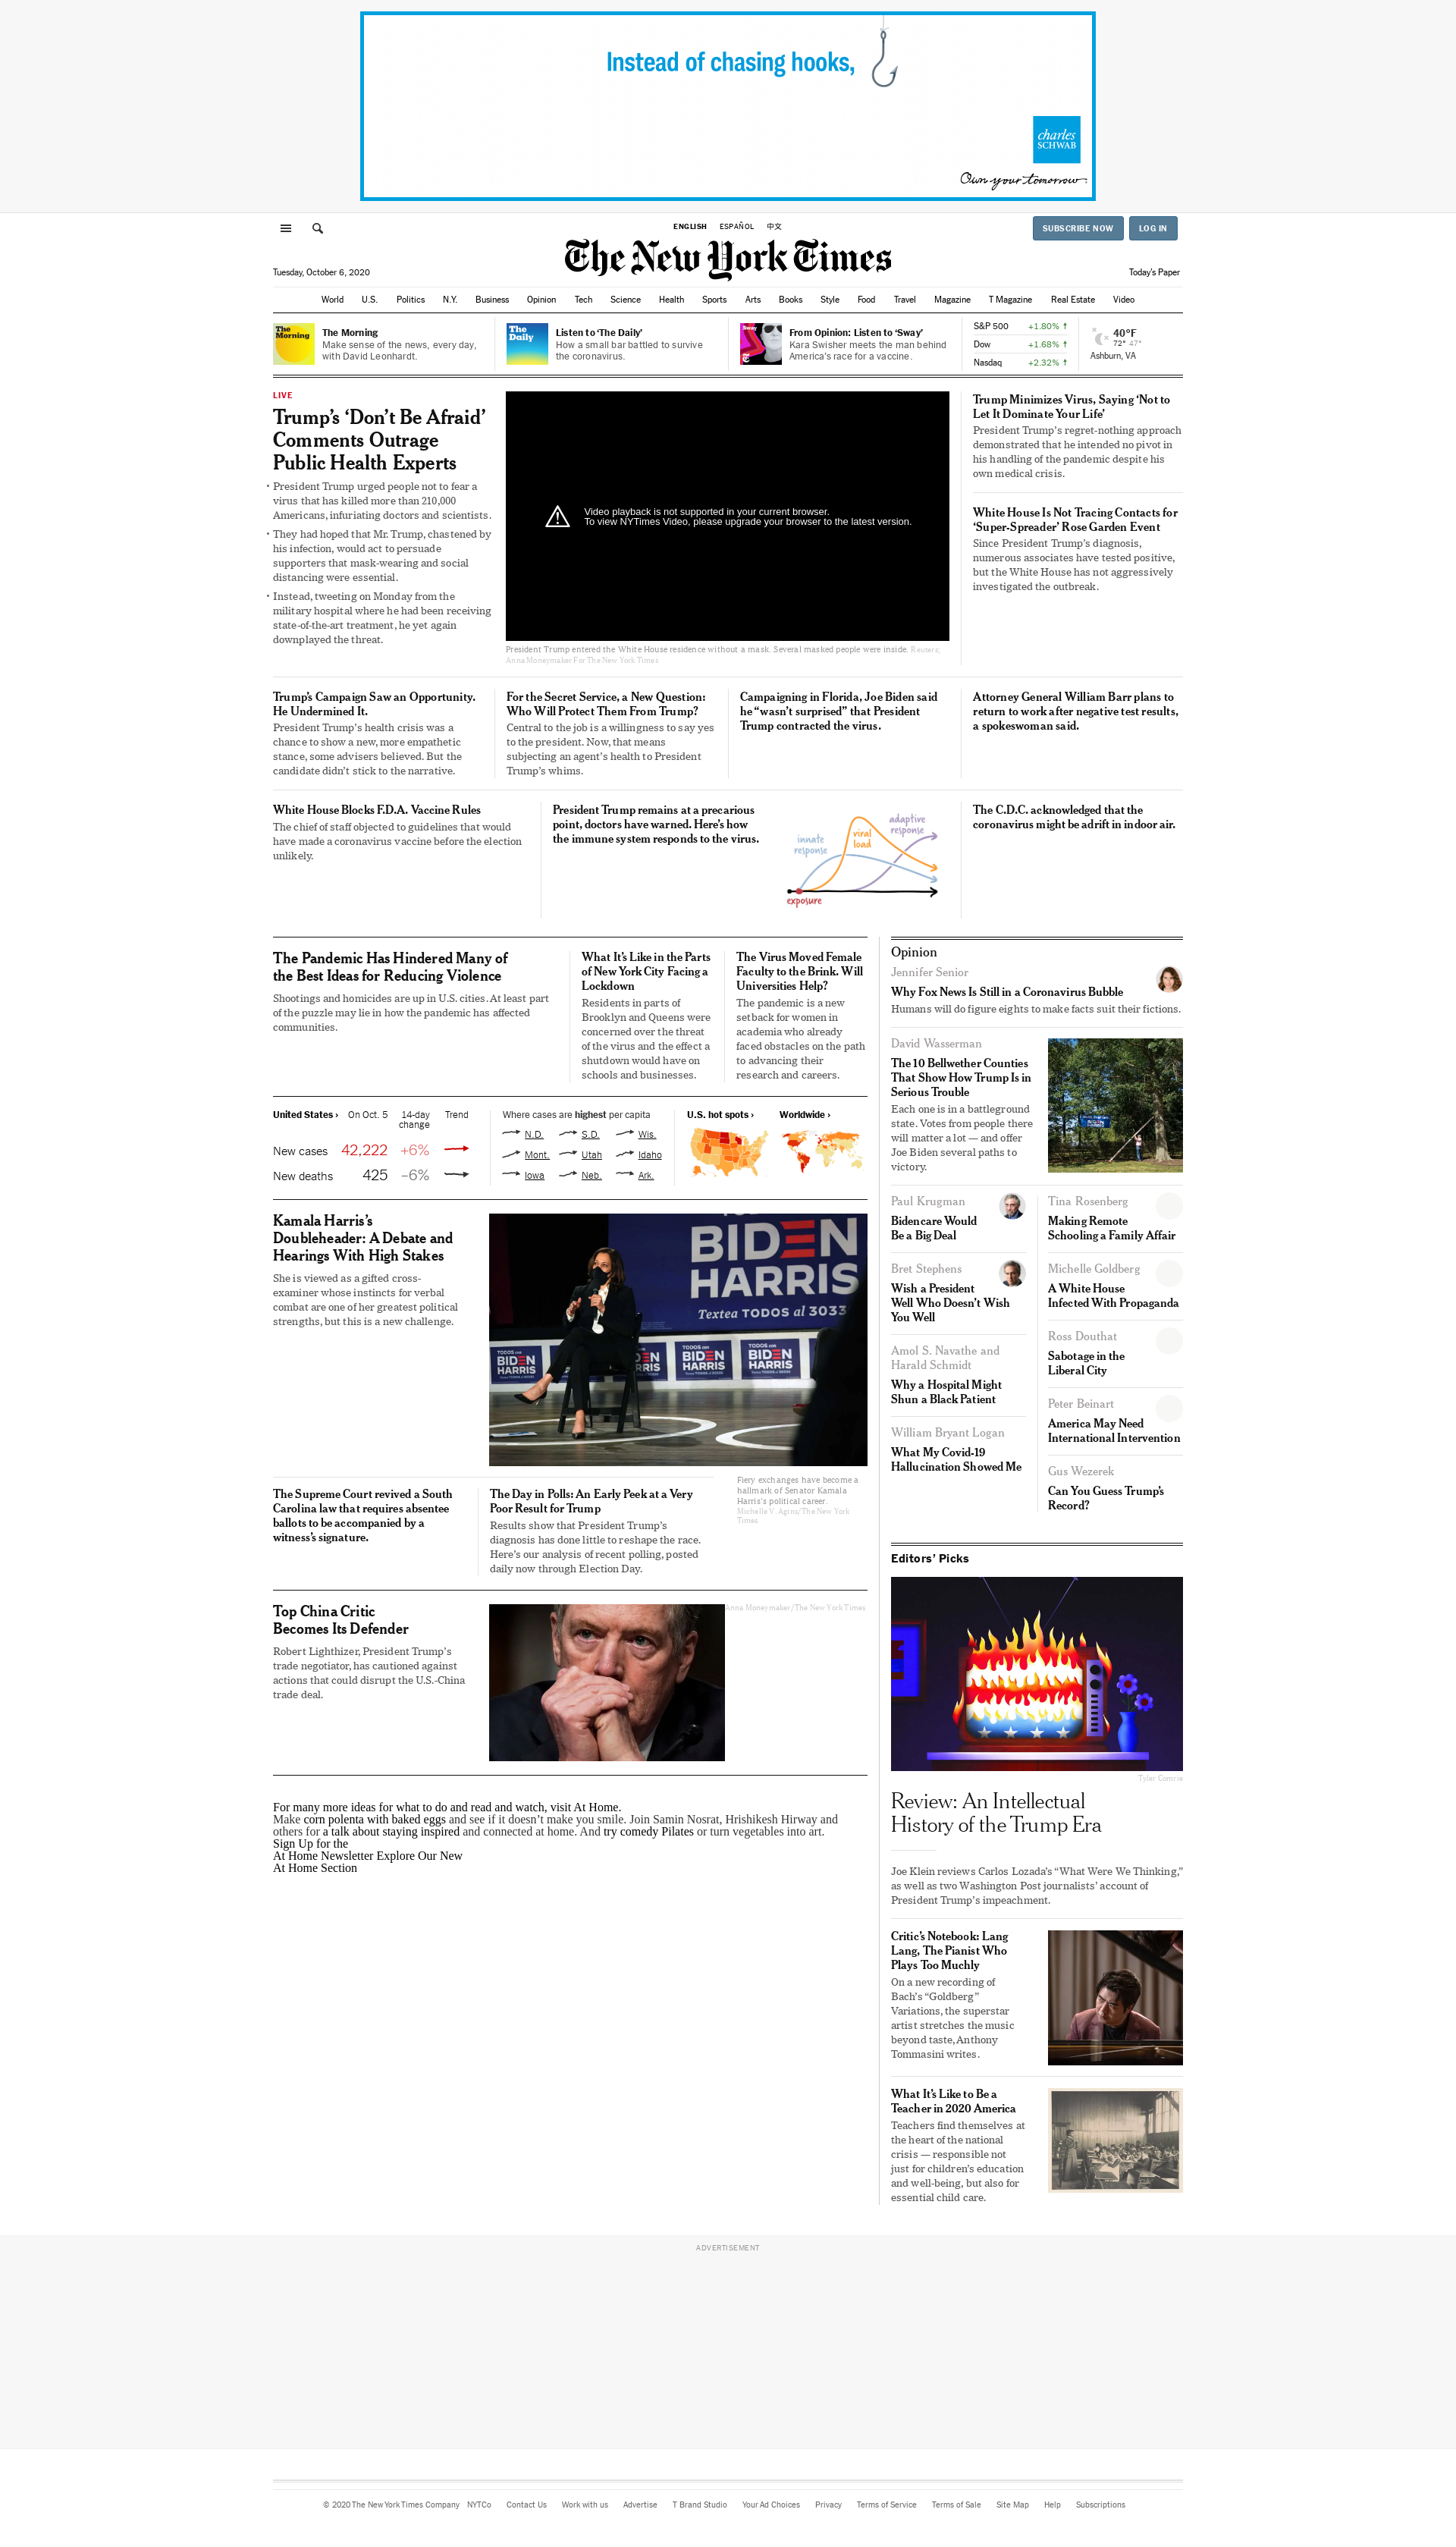 Instead of chasing hooks,
charles
SCHWAB
Own your tomorrow
ENGLISH ESPAÑOL 中文
SUBSCRIBE NOW LOG IN
The New York Times
Tuesday, October 6, 2020
Today's Paper
World U.S. Politics N.Y. Business Opinion Tech Science Health Sports Arts Books Style Food Travel Magazine T Magazine Real Estate Video
The Morning
The Morning
Make sense of the news, every day,
with David Leonhardt.
The Daily
Listen to ‘The Daily’
How a small bar battled to survive
the coronavirus.
Sway
From Opinion: Listen to ‘Sway’
Kara Swisher meets the man behind
America’s race for a vaccine.
S&P 500 +1.80% ↑
Dow +1.68% ↑
Nasdaq +2.32% ↑
40°F
72° 47°
Ashburn, VA
LIVE
Trump’s ‘Don’t Be Afraid’
Comments Outrage
Public Health Experts
• President Trump urged people not to fear a
virus that has killed more than 210,000
Americans, infuriating doctors and scientists.
• They had hoped that Mr. Trump, chastened by
his infection, would act to persuade
supporters that mask-wearing and social
distancing were essential.
• Instead, tweeting on Monday from the
military hospital where he had been receiving
state-of-the-art treatment, he yet again
downplayed the threat.
Video playback is not supported in your current browser.
To view NYTimes Video, please upgrade your browser to the latest version.
President Trump entered the White House residence without a mask. Several masked people were inside. Reuters;
Anna Moneymaker For The New York Times
Trump Minimizes Virus, Saying ‘Not to
Let It Dominate Your Life’
President Trump’s regret-nothing approach
demonstrated that he intended no pivot in
his handling of the pandemic despite his
own medical crisis.
White House Is Not Tracing Contacts for
‘Super-Spreader’ Rose Garden Event
Since President Trump’s diagnosis,
numerous associates have tested positive,
but the White House has not aggressively
investigated the outbreak.
Trump’s Campaign Saw an Opportunity.
He Undermined It.
President Trump’s health crisis was a
chance to show a new, more empathetic
stance, some advisers believed. But the
candidate didn’t stick to the narrative.
For the Secret Service, a New Question:
Who Will Protect Them From Trump?
Central to the job is a willingness to say yes
to the president. Now, that means
subjecting an agent’s health to President
Trump’s whims.
Campaigning in Florida, Joe Biden said
he “wasn’t surprised” that President
Trump contracted the virus.
Attorney General William Barr plans to
return to work after negative test results,
a spokeswoman said.
White House Blocks F.D.A. Vaccine Rules
The chief of staff objected to guidelines that would
have made a coronavirus vaccine before the election
unlikely.
President Trump remains at a precarious
point, doctors have warned. Here’s how
the immune system responds to the virus.
innate
response
viral
load
adaptive
response
exposure
The C.D.C. acknowledged that the
coronavirus might be adrift in indoor air.
The Pandemic Has Hindered Many of
the Best Ideas for Reducing Violence
Shootings and homicides are up in U.S. cities. At least part
of the puzzle may lie in how the pandemic has affected
communities.
What It’s Like in the Parts
of New York City Facing a
Lockdown
Residents in parts of
Brooklyn and Queens were
concerned over the threat
of the virus and the effect a
shutdown would have on
schools and businesses.
The Virus Moved Female
Faculty to the Brink. Will
Universities Help?
The pandemic is a new
setback for women in
academia who already
faced obstacles on the path
to advancing their
research and careers.
United States › On Oct. 5 14-day
change Trend
New cases 42,222 +6%
New deaths 425 –6%
Where cases are highest per capita
N.D. S.D. Wis.
Mont. Utah Idaho
Iowa Neb. Ark.
U.S. hot spots › Worldwide ›
Kamala Harris’s
Doubleheader: A Debate and
Hearings With High Stakes
She is viewed as a gifted cross-
examiner whose instincts for verbal
combat are one of her greatest political
strengths, but this is a new challenge.
BIDEN
HARRIS
Textea TODOS al 3033
TODOS CON
BIDEN
HARRIS
BIDEN
HARRIS
BIDEN
HARRIS
Fiery exchanges have become a
hallmark of Senator Kamala
Harris’s political career.
Michelle V. Agins/The New York
Times
The Supreme Court revived a South
Carolina law that requires absentee
ballots to be accompanied by a
witness’s signature.
The Day in Polls: An Early Peek at a Very
Poor Result for Trump
Results show that President Trump’s
diagnosis has done little to reshape the race.
Here’s our analysis of recent polling, posted
daily now through Election Day.
Top China Critic
Becomes Its Defender
Robert Lighthizer, President Trump’s
trade negotiator, has cautioned against
actions that could disrupt the U.S.-China
trade deal.
Anna Moneymaker/The New York Times
For many more ideas for what to do and read and watch, visit At Home.
Make corn polenta with baked eggs and see if it doesn’t make you smile. Join Samin Nosrat, Hrishikesh Hirway and
others for a talk about staying inspired and connected at home. And try comedy Pilates or turn vegetables into art.
Sign Up for the
At Home Newsletter Explore Our New
At Home Section
Opinion
Jennifer Senior
Why Fox News Is Still in a Coronavirus Bubble
Humans will do figure eights to make facts suit their fictions.
David Wasserman
The 10 Bellwether Counties
That Show How Trump Is in
Serious Trouble
Each one is in a battleground
state. Votes from people there
will matter a lot — and offer
Joe Biden several paths to
victory.
Paul Krugman
Bidencare Would
Be a Big Deal
Bret Stephens
Wish a President
Well Who Doesn’t Wish
You Well
Amol S. Navathe and
Harald Schmidt
Why a Hospital Might
Shun a Black Patient
William Bryant Logan
What My Covid-19
Hallucination Showed Me
Tina Rosenberg
Making Remote
Schooling a Family Affair
Michelle Goldberg
A White House
Infected With Propaganda
Ross Douthat
Sabotage in the
Liberal City
Peter Beinart
America May Need
International Intervention
Gus Wezerek
Can You Guess Trump’s
Record?
Editors’ Picks
Tyler Comrie
Review: An Intellectual
History of the Trump Era
Joe Klein reviews Carlos Lozada’s “What Were We Thinking,”
as well as two Washington Post journalists’ account of
President Trump’s impeachment.
Critic’s Notebook: Lang
Lang, The Pianist Who
Plays Too Muchly
On a new recording of
Bach’s “Goldberg”
Variations, the superstar
artist stretches the music
beyond taste, Anthony
Tommasini writes.
What It’s Like to Be a
Teacher in 2020 America
Teachers find themselves at
the heart of the national
crisis — responsible not
just for children’s education
and well-being, but also for
essential child care.
ADVERTISEMENT
© 2020 The New York Times Company NYTCo Contact Us Work with us Advertise T Brand Studio Your Ad Choices Privacy Terms of Service Terms of Sale Site Map Help Subscriptions